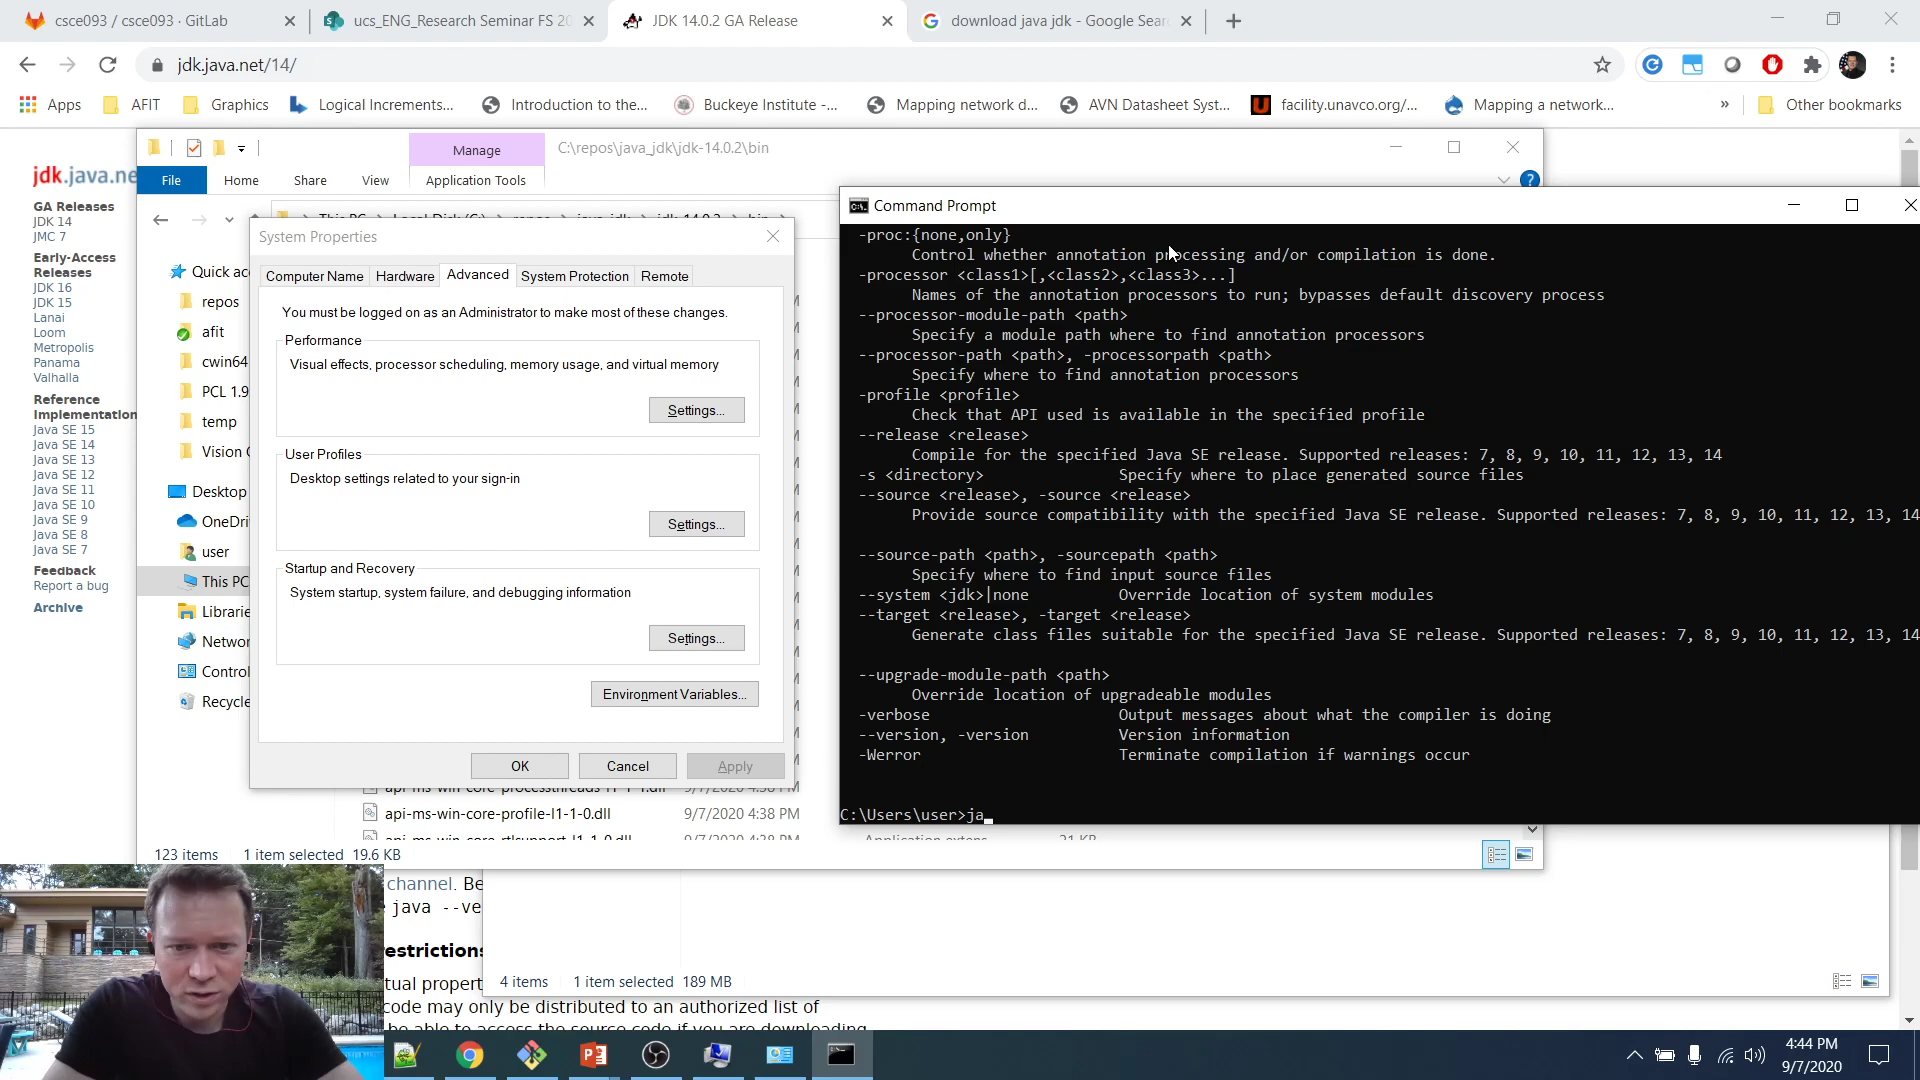 csce093 / csce093 · GitLab
ucs_ENG_Research Seminar FS 20
JDK 14.0.2 GA Release
download java jdk - Google Sear
jdk.java.net/14/
Apps
AFIT
Graphics
Logical Increments...
Introduction to the...
Buckeye Institute -...
Mapping network d...
AVN Datasheet Syst...
facility.unavco.org/...
Mapping a network...
»
Other bookmarks
jdk.java.ne
GA Releases
JDK 14
JMC 7
Early-Access
Releases
JDK 16
JDK 15
Lanai
Loom
Metropolis
Panama
Valhalla
Reference
Implementation
Java SE 15
Java SE 14
Java SE 13
Java SE 12
Java SE 11
Java SE 10
Java SE 9
Java SE 8
Java SE 7
Feedback
Report a bug
Archive
Manage
C:\repos\java_jdk\jdk-14.0.2\bin
File
Home
Share
View
Application Tools
Quick ac
repos
afit
cwin64
PCL 1.9
temp
Vision
Desktop
OneDri
user
This PC
Librarie
Networ
Control
Recycle
System Properties
Computer Name
Hardware
Advanced
System Protection
Remote
You must be logged on as an Administrator to make most of these changes.
Performance
Visual effects, processor scheduling, memory usage, and virtual memory
Settings...
User Profiles
Desktop settings related to your sign-in
Settings...
Startup and Recovery
System startup, system failure, and debugging information
Settings...
Environment Variables...
OK
Cancel
Apply
api-ms-win-core-profile-l1-1-0.dll
9/7/2020 4:38 PM
123 items
1 item selected 19.6 KB
Command Prompt
-proc:{none,only}
Control whether annotation processing and/or compilation is done.
-processor <class1>[,<class2>,<class3>...]
Names of the annotation processors to run; bypasses default discovery process
--processor-module-path <path>
Specify a module path where to find annotation processors
--processor-path <path>, -processorpath <path>
Specify where to find annotation processors
-profile <profile>
Check that API used is available in the specified profile
--release <release>
Compile for the specified Java SE release. Supported releases: 7, 8, 9, 10, 11, 12, 13, 14
-s <directory> Specify where to place generated source files
--source <release>, -source <release>
Provide source compatibility with the specified Java SE release. Supported releases: 7, 8, 9, 10, 11, 12, 13, 14
--source-path <path>, -sourcepath <path>
Specify where to find input source files
--system <jdk>|none Override location of system modules
--target <release>, -target <release>
Generate class files suitable for the specified Java SE release. Supported releases: 7, 8, 9, 10, 11, 12, 13, 14
--upgrade-module-path <path>
Override location of upgradeable modules
-verbose Output messages about what the compiler is doing
--version, -version Version information
-Werror Terminate compilation if warnings occur
C:\Users\user>ja_
channel. Be
java --ve
estrictions
tual propert
4 items
1 item selected 189 MB
code may only be distributed to an authorized list of
be able to access the source code if you are downloading
4:44 PM
9/7/2020